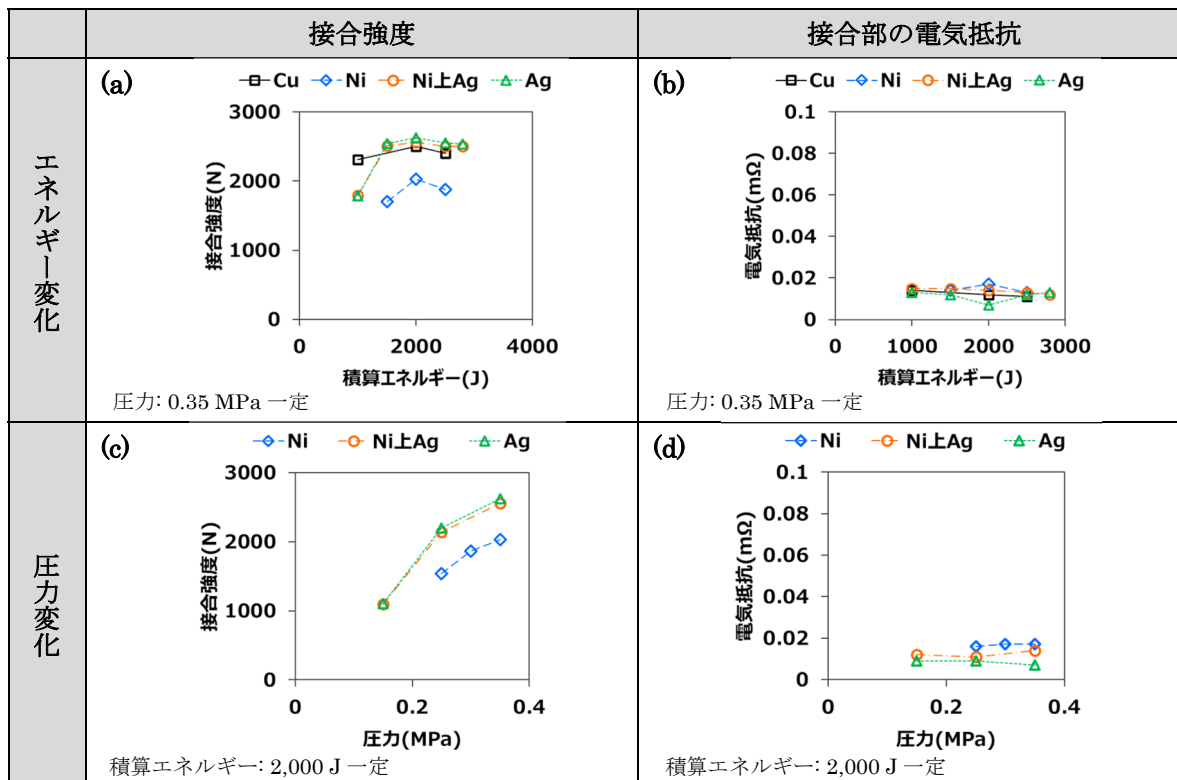 接合強度
接合部の電気抵抗
エネルギー変化
(a)
Cu Ni Ni上Ag Ag
3000
2000
1000
0
接合強度(N)
0 2000 4000
積算エネルギー(J)
圧力: 0.35 MPa 一定
(b)
Cu Ni Ni上Ag Ag
0.1
0.08
0.06
0.04
0.02
0
電気抵抗(mΩ)
0 1000 2000 3000
積算エネルギー(J)
圧力: 0.35 MPa 一定
圧力変化
(c)
Ni Ni上Ag Ag
3000
2000
1000
0
接合強度(N)
0 0.2 0.4
圧力(MPa)
積算エネルギー: 2,000 J 一定
(d)
Ni Ni上Ag Ag
0.1
0.08
0.06
0.04
0.02
0
電気抵抗(mΩ)
0 0.2 0.4
圧力(MPa)
積算エネルギー: 2,000 J 一定